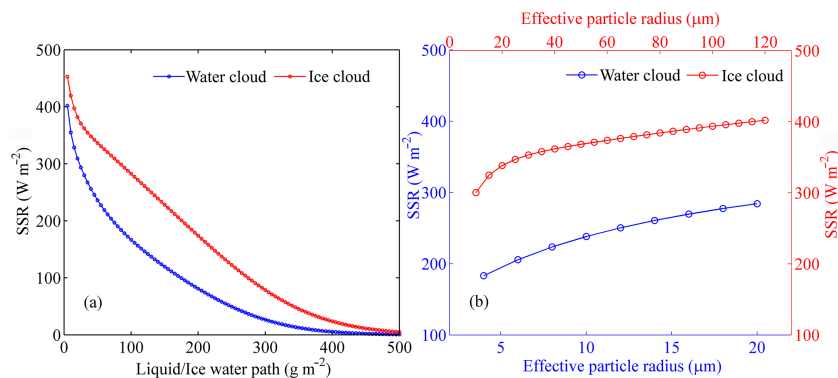 Effective particle radius (μm)
0 20 40 60 80 100 120
500
400
300
200
100
0
SSR (W m⁻²)
Water cloud
Ice cloud
(a)
0 100 200 300 400 500
Liquid/Ice water path (g m⁻²)
500
400
300
200
100
SSR (W m⁻²)
Water cloud
Ice cloud
(b)
500
400
300
200
100
SSR (W m⁻²)
5 10 15 20
Effective particle radius (μm)